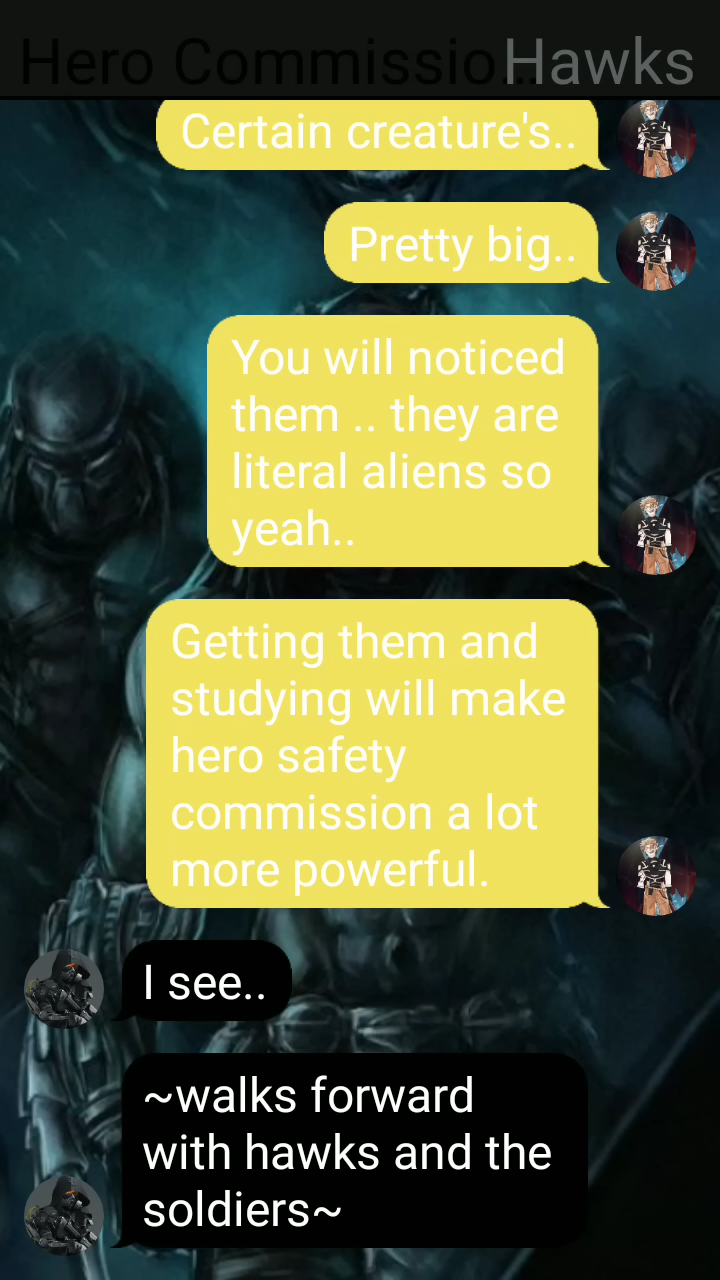 Hero Commissio... Hawks
Certain creature's..
Pretty big..
You will noticed
them .. they are
literal aliens so
yeah..
Getting them and
studying will make
hero safety
commission a lot
more powerful.
I see..
~walks forward
with hawks and the
soldiers~